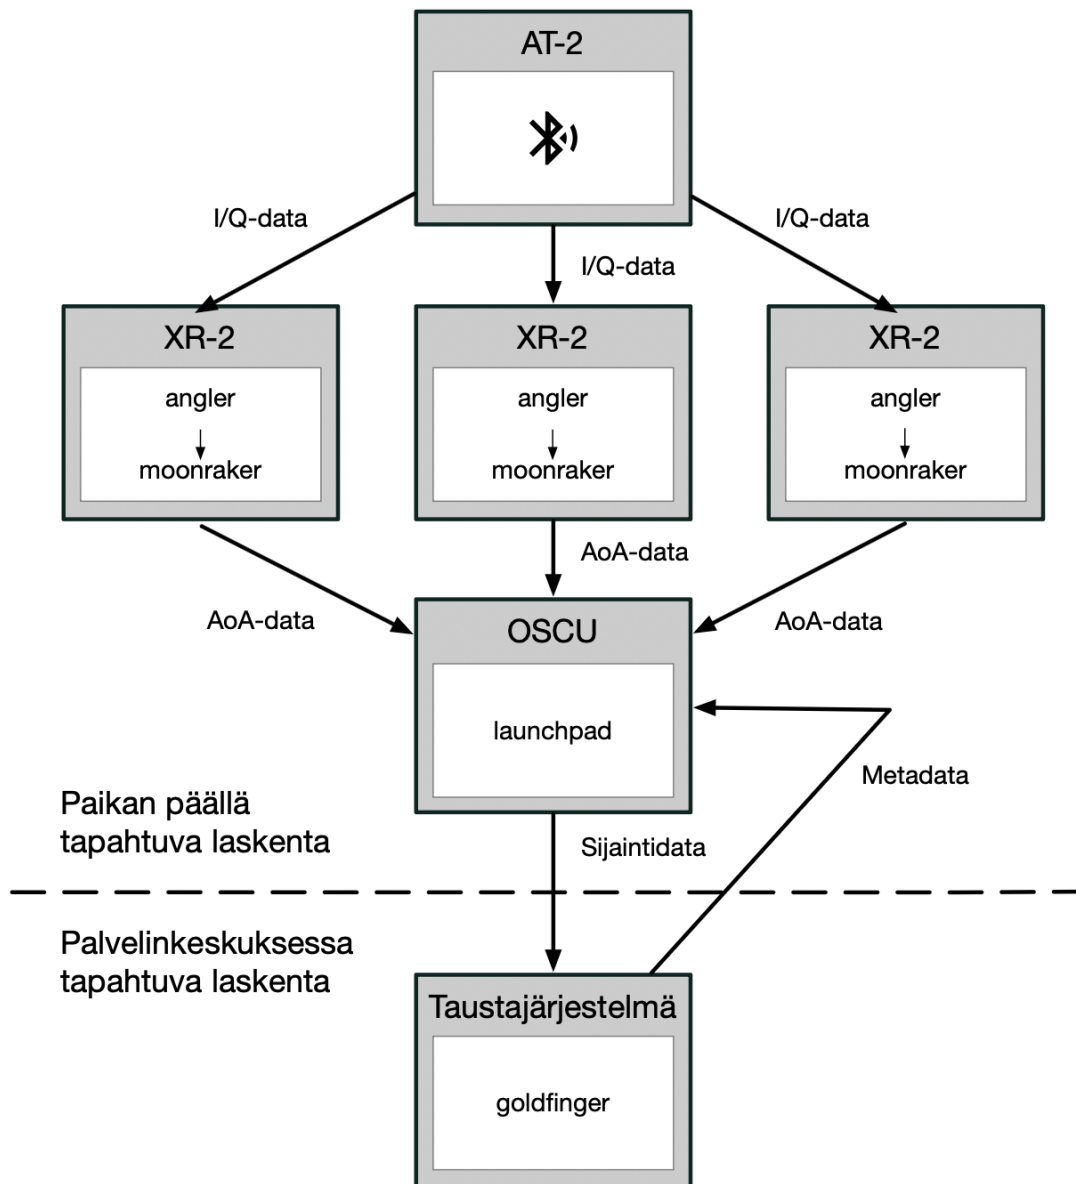 AT-2
I/Q-data
I/Q-data
I/Q-data
XR-2
angler
moonraker
XR-2
angler
moonraker
XR-2
angler
moonraker
AoA-data
AoA-data
AoA-data
OSCU
launchpad
Metadata
Paikan päällä
tapahtuva laskenta
Sijaintidata
Palvelinkeskuksessa
tapahtuva laskenta
Taustajärjestelmä
goldfinger